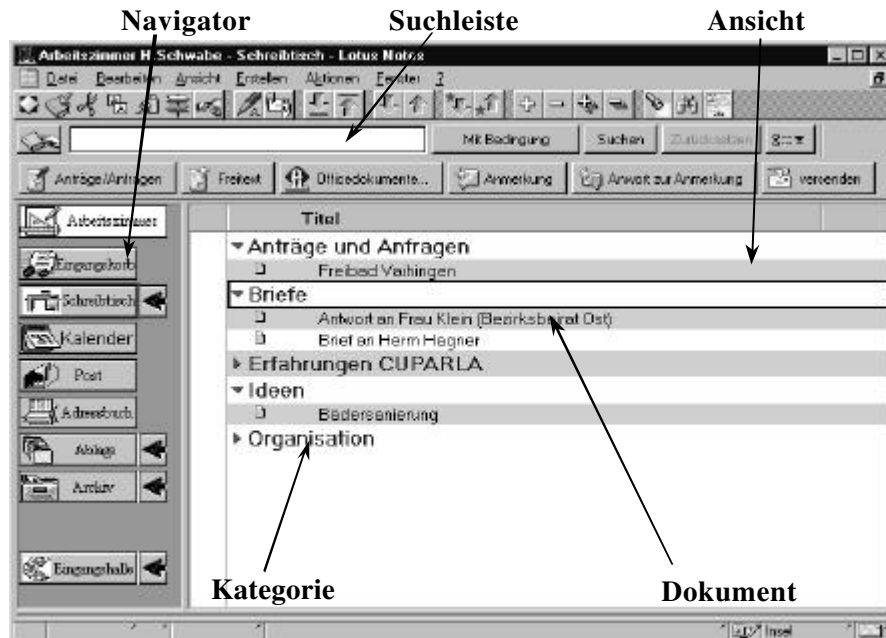 Navigator Suchleiste Ansicht
Arbeitszimmer H.Schwabe - Schreibtisch - Lotus Notes
Datei Bearbeiten Ansicht Erstellen Aktionen Fenster ?
Mit Bedingung Suchen Zurücksetzen
Anträge/Anfragen Freitext Officedokumente... Anmerkung Antwort zur Anmerkung versenden
Arbeitszimmer Titel
Anträge und Anfragen
Eingangskorb Freibad Vaihingen
Schreibtisch Briefe
Antwort an Frau Klein (Bezirksbeirat Ost)
Kalender Brief an Herrn Hagner
Erfahrungen CUPARLA
Post Ideen
Adressbuch Bädersanierung
Ablage Organisation
Archiv
Eingangshalle
Kategorie Dokument
Insel